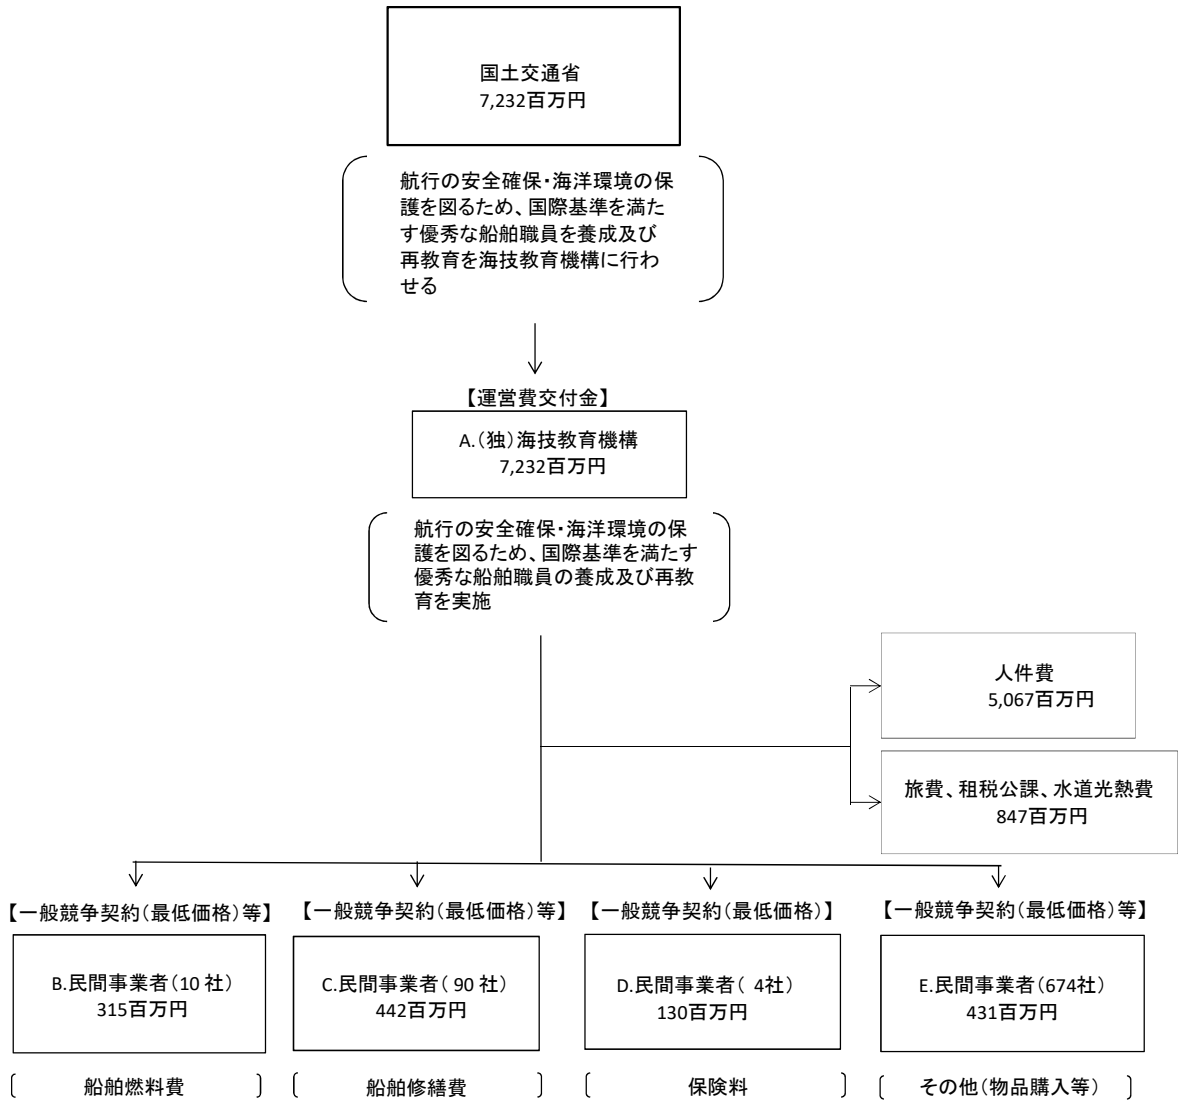 国土交通省
7,232百万円
航行の安全確保・海洋環境の保
護を図るため、国際基準を満た
す優秀な船舶職員を養成及び
再教育を海技教育機構に行わ
せる
【運営費交付金】
A.(独)海技教育機構
7,232百万円
航行の安全確保・海洋環境の保
護を図るため、国際基準を満たす
優秀な船舶職員の養成及び再教
育を実施
人件費
5,067百万円
旅費、租税公課、水道光熱費
847百万円
【一般競争契約(最低価格)等】
B.民間事業者(10 社)
315百万円
船舶燃料費
【一般競争契約(最低価格)等】
C.民間事業者( 90 社)
442百万円
船舶修繕費
【一般競争契約(最低価格)】
D.民間事業者( 4社)
130百万円
保険料
【一般競争契約(最低価格)等】
E.民間事業者(674社)
431百万円
その他(物品購入等)